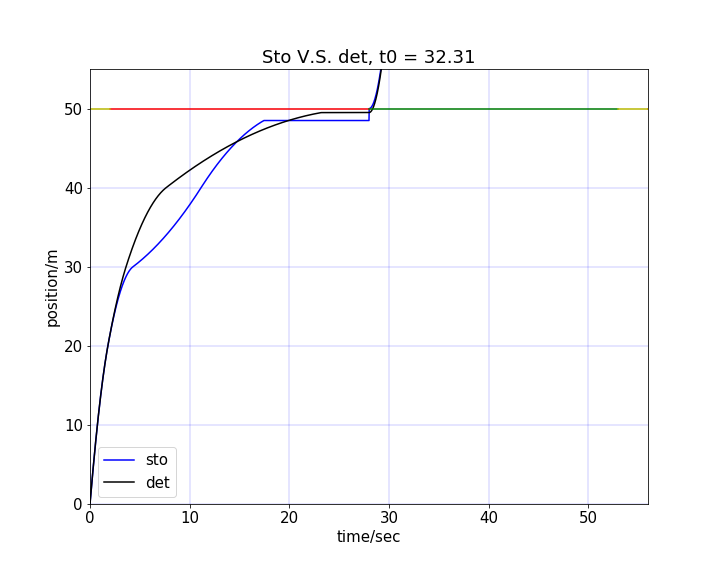 Sto V.S. det, t0 = 32.31
position/m
50
40
30
20
10
0
sto
det
0 10 20 30 40 50
time/sec